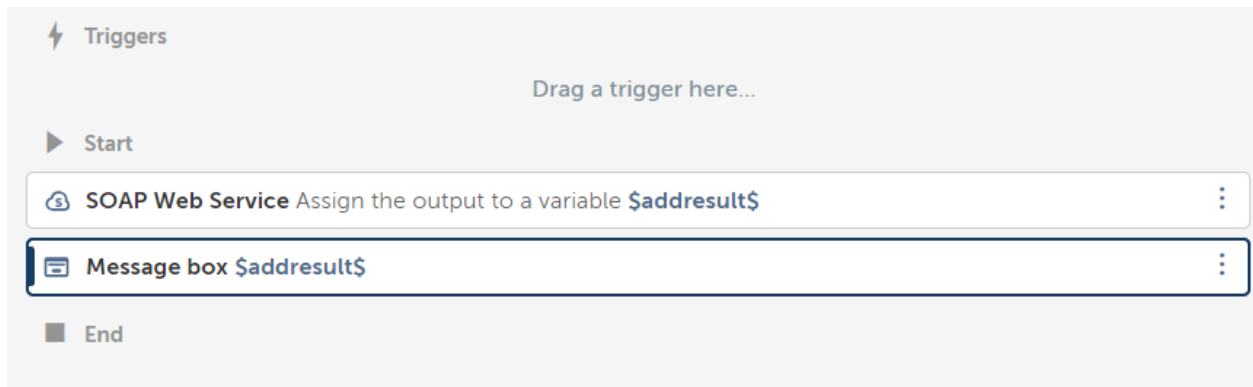 Triggers
Drag a trigger here...
Start
SOAP Web Service Assign the output to a variable $addresult$
Message box $addresult$
End